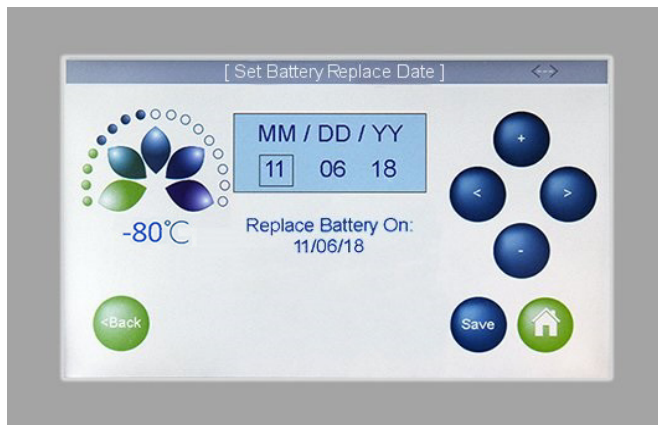 [ Set Battery Replace Date ] <-->
MM / DD / YY
11 06 18
Replace Battery On:
11/06/18
-80°C
+
< >
-
<Back
Save